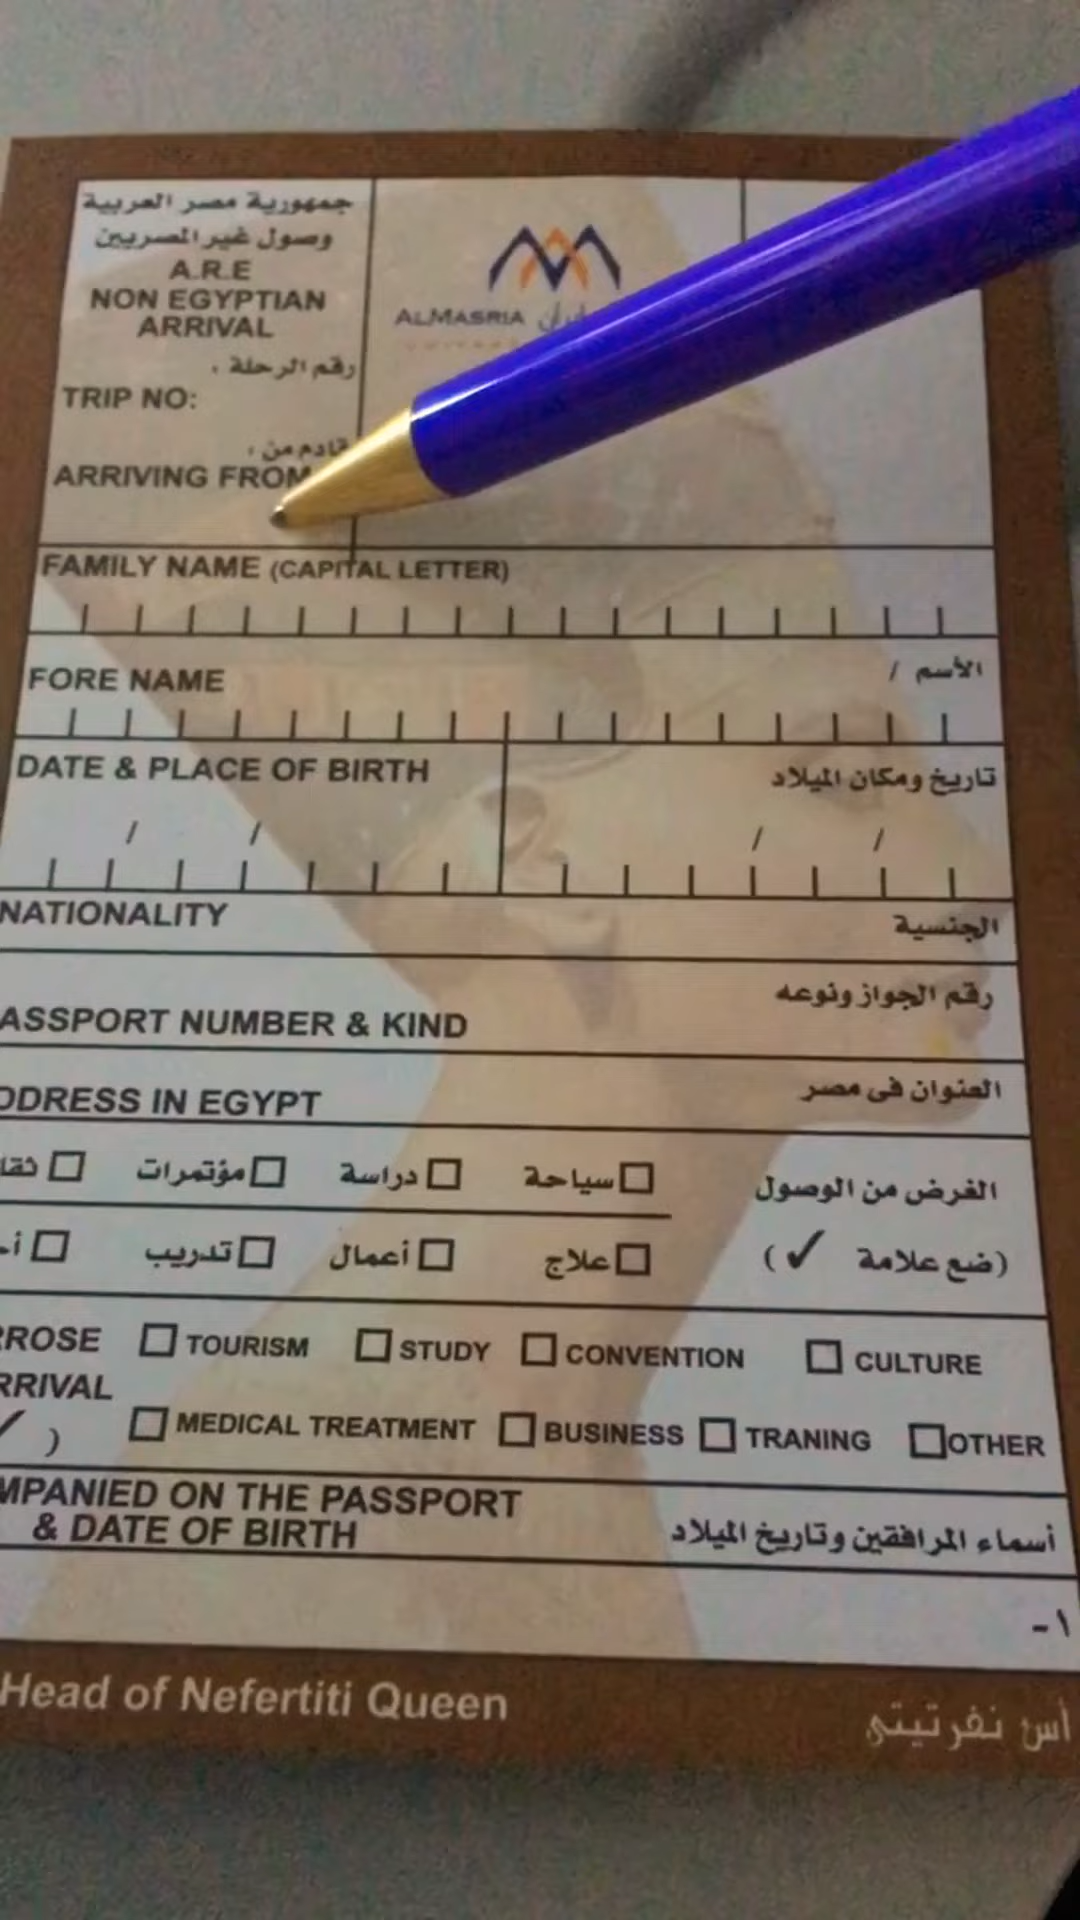 جمهورية مصر العربية
وصول غير المصريين
A.R.E
NON EGYPTIAN
ARRIVAL
رقم الرحلة :
TRIP NO:
قادم من :
ARRIVING FROM
ALMASRIA
FAMILY NAME (CAPITAL LETTER)
FORE NAME
الأسم /
DATE & PLACE OF BIRTH
تاريخ ومكان الميلاد
/ / / /
NATIONALITY
الجنسية
رقم الجواز ونوعه
ASSPORT NUMBER & KIND
العنوان فى مصر
DDRESS IN EGYPT
الغرض من الوصول
سياحة دراسة مؤتمرات
(ضع علامة ✓)
علاج أعمال تدريب
RROSE TOURISM STUDY CONVENTION CULTURE
RRIVAL
✓ ) MEDICAL TREATMENT BUSINESS TRANING OTHER
MPANIED ON THE PASSPORT
& DATE OF BIRTH
أسماء المرافقين وتاريخ الميلاد
١-
Head of Nefertiti Queen
أس نفرتيتي